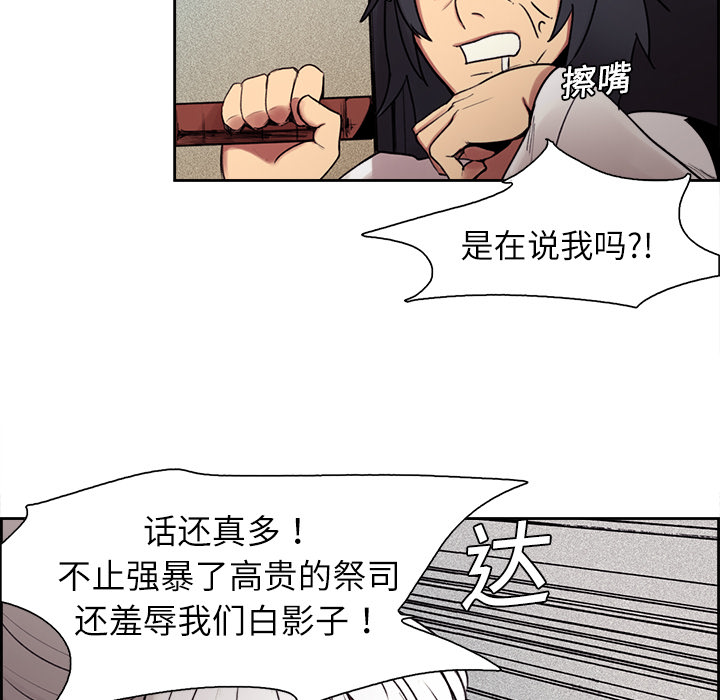 擦嘴
是在说我吗?!
话还真多！
不止强暴了高贵的祭司
还羞辱我们白影子！
达